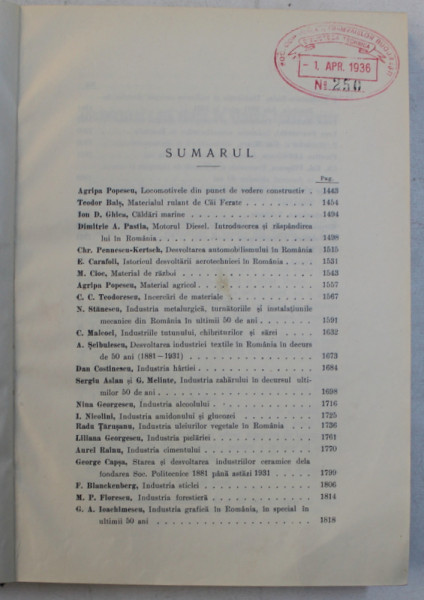 - 1. APR. 1936
No. 250
SUMARUL
Pag.
Agripa Popescu, Locomotivele din punct de vedere constructiv . 1443
Teodor Balș, Materialul rulant de Căi Ferate . . . . . . 1454
Ion D. Ghica, Căldări marine . . . . . . 1494
Dimitrie A. Pastia, Motorul Diesel. Introducerea și răspândirea
lui în România . . . . . . 1498
Chr. Pennescu-Kertsch, Desvoltarea automobilismului în România 1515
E. Carafoli, Istoricul desvoltării aerotechnicei în România . . . . 1531
M. Cioc, Material de război . . . . . . 1543
Agripa Popescu, Material agricol . . . . . . 1557
C. C. Teodorescu, Incercări de materiale . . . . . . 1567
N. Stănescu, Industria metalurgică, turnătoriile și instalațiunile
mecanice din România în ultimii 50 de ani . . . . . . 1591
C. Malcoci, Industriile tutunului, chibriturilor și sărei . . . . 1632
A. Șeibulescu, Desvoltarea industriei textile în România în decurs
de 50 ani (1881—1931) . . . . . . 1673
Dan Costinescu, Industria hârtiei . . . . . . 1684
Sergiu Aslan și G. Meliute, Industria zahărului în decursul ulti-
milor 50 de ani . . . . . . 1698
Nina Georgescu, Industria alcoolului . . . . . . 1716
I. Nicolini, Industria amidonului și glucozei . . . . . . 1725
Radu Țărușanu, Industria uleiurilor vegetale în România . . . . 1736
Liliana Georgescu, Industria pielăriei . . . . . . 1761
Aurel Rainu, Industria cimentului . . . . . . 1770
George Capșa, Starea și desvoltarea industriilor ceramice dela
fondarea Soc. Politecnice 1881 până astăzi 1931 . . . . 1799
F. Blanckenberg, Industria sticlei . . . . . . 1806
M. P. Florescu, Industria forestieră . . . . . . 1814
G. A. Ioachimescu, Industria grafică în România, în special în
ultimii 50 ani . . . . . . 1818